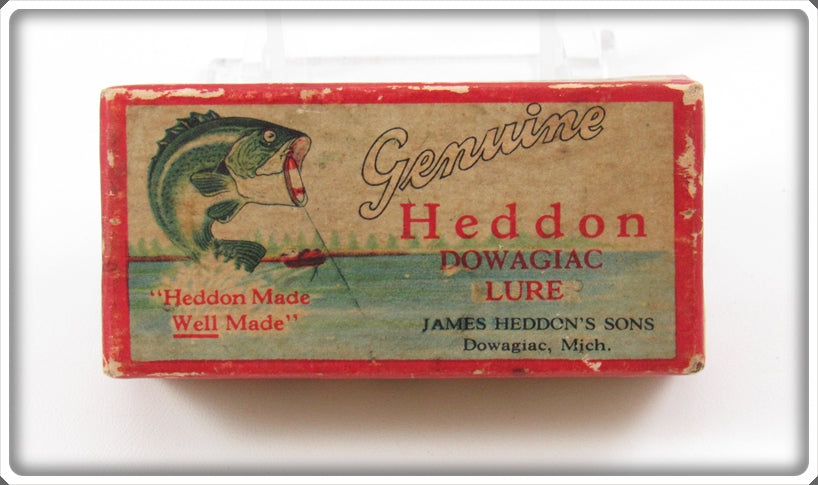 Genuine
Heddon
DOWAGIAC
LURE
"Heddon Made
Well Made"
JAMES HEDDON'S SONS
Dowagiac, Mich.